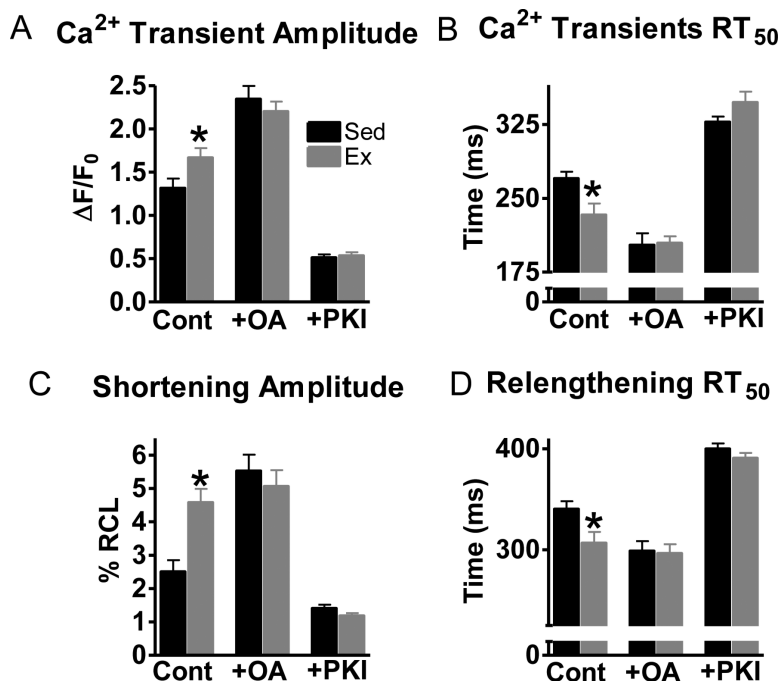 A Ca²⁺ Transient Amplitude
ΔF/F₀
2.5
2.0
1.5
1.0
0.5
0.0
*
Sed
Ex
Cont +OA +PKI
B Ca²⁺ Transients RT₅₀
Time (ms)
325
250
175
0
*
Cont +OA +PKI
C Shortening Amplitude
% RCL
6
5
4
3
2
1
0
*
Cont +OA +PKI
D Relengthening RT₅₀
Time (ms)
400
300
0
*
Cont +OA +PKI